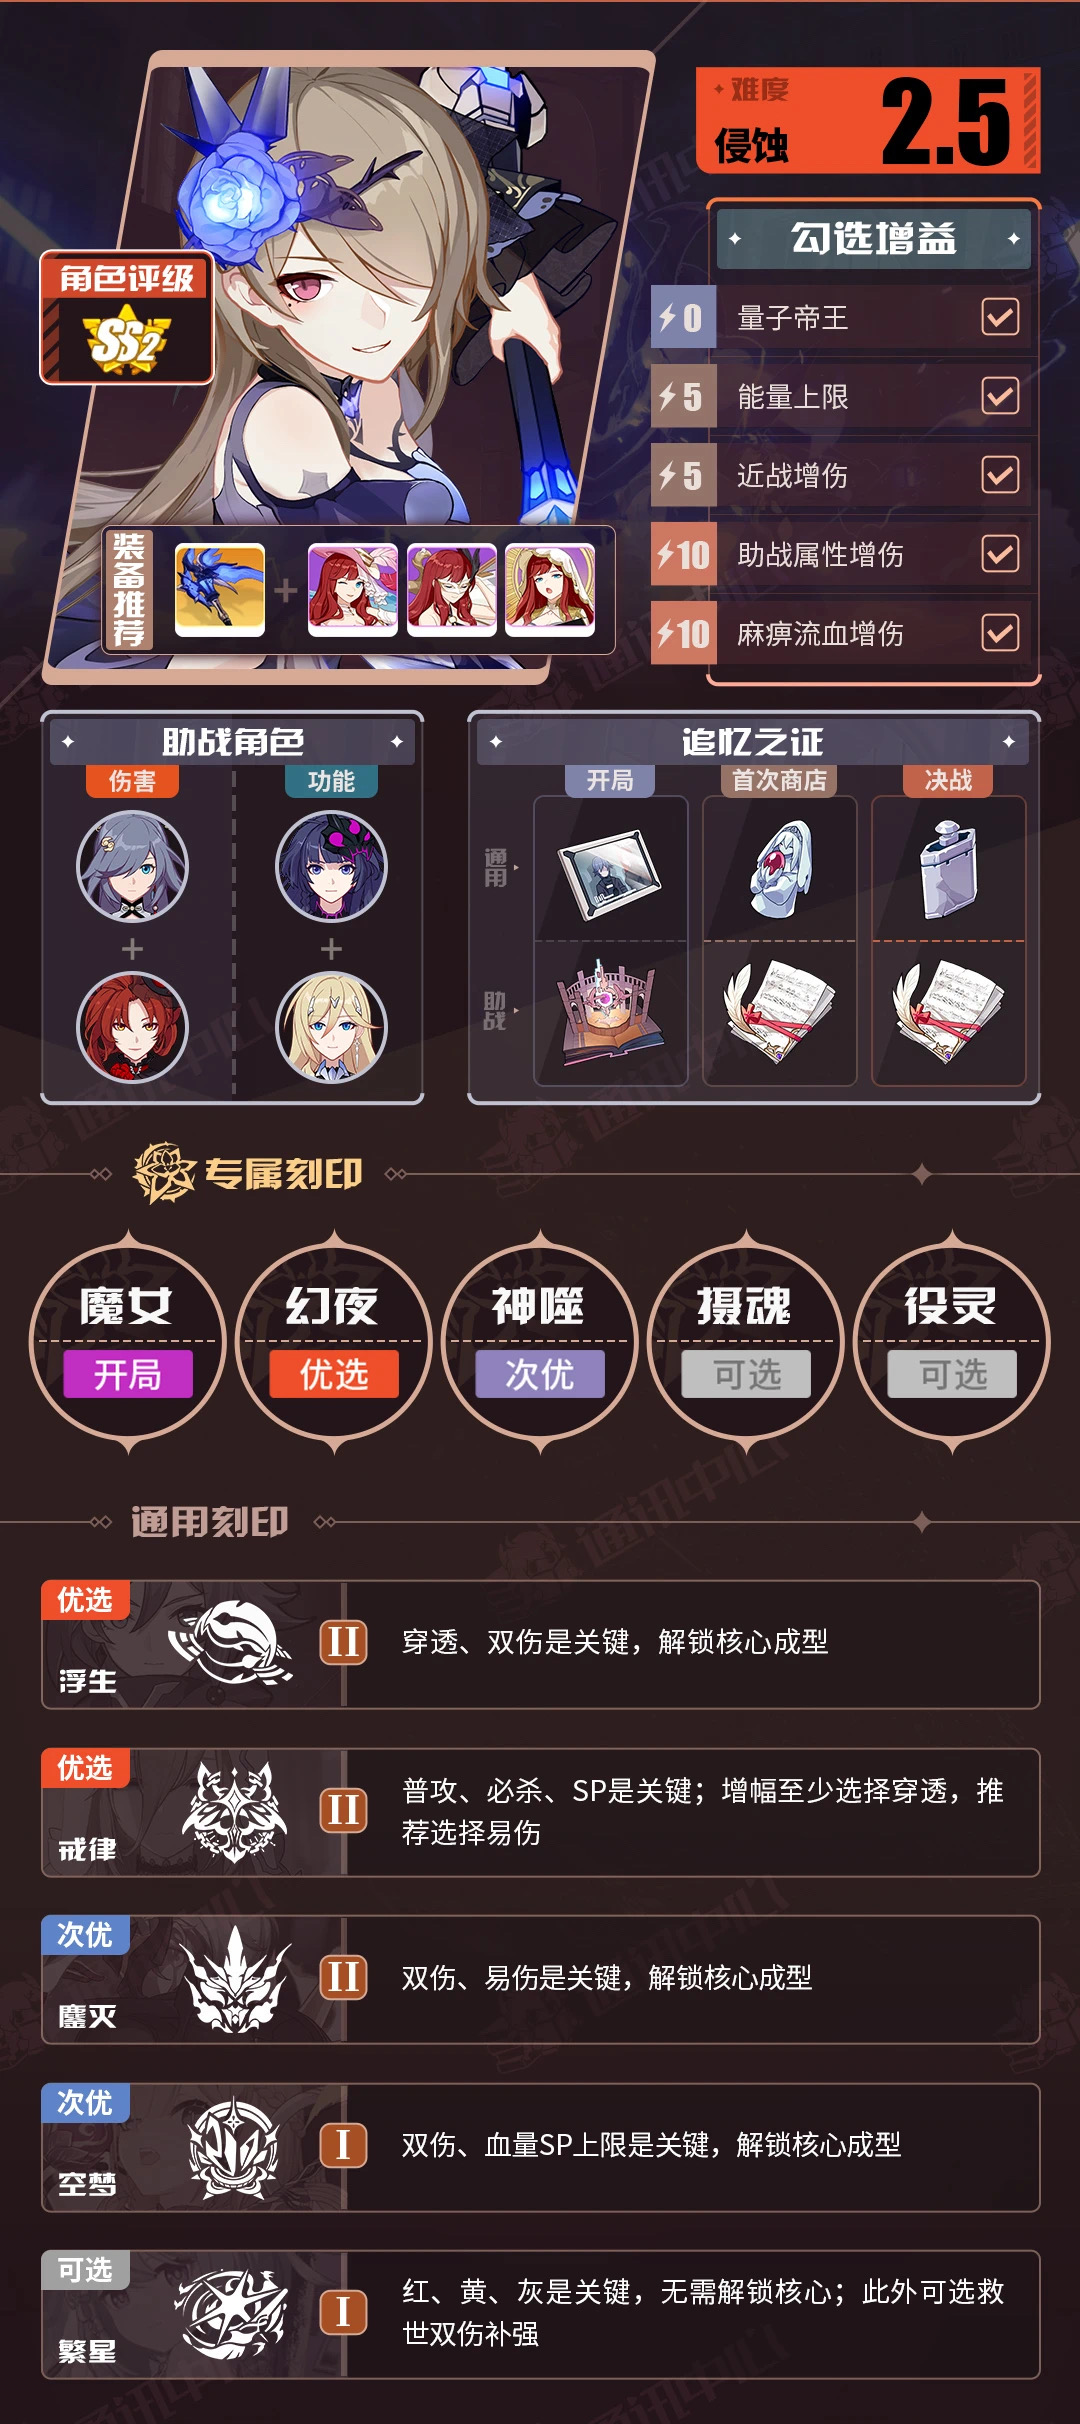 难度
侵蚀
2.5
勾选增益
0 量子帝王
5 能量上限
5 近战增伤
10 助战属性增伤
10 麻痹流血增伤
角色评级
SS2
装备推荐
助战角色
伤害
功能
追忆之证
开局
首次商店
决战
通用
助战
专属刻印
魔女
开局
幻夜
优选
神噬
次优
摄魂
可选
役灵
可选
通用刻印
优选
浮生
II
穿透、双伤是关键，解锁核心成型
优选
戒律
II
普攻、必杀、SP是关键；增幅至少选择穿透，推
荐选择易伤
次优
鏖灭
II
双伤、易伤是关键，解锁核心成型
次优
空梦
I
双伤、血量SP上限是关键，解锁核心成型
可选
繁星
I
红、黄、灰是关键，无需解锁核心；此外可选救
世双伤补强
通讯中心